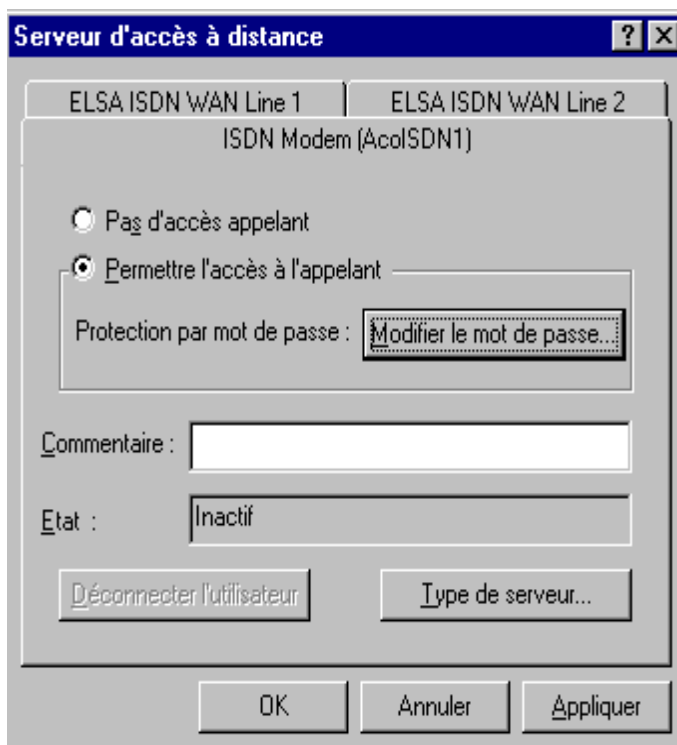 Serveur d'accès à distance
ELSA ISDN WAN Line 1
ELSA ISDN WAN Line 2
ISDN Modem (AcoISDN1)
Pas d'accès appelant
Permettre l'accès à l'appelant
Protection par mot de passe :
Modifier le mot de passe...
Commentaire :
Etat :
Inactif
Déconnecter l'utilisateur
Type de serveur...
OK
Annuler
Appliquer